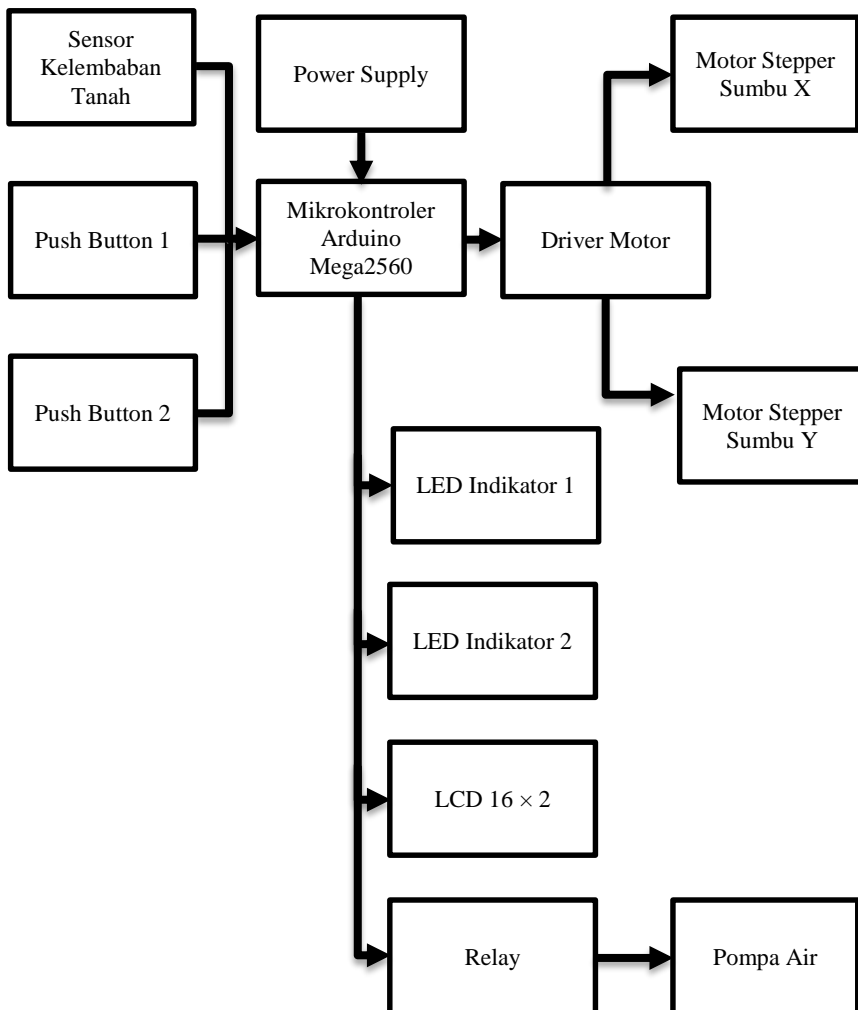 Sensor
Kelembaban
Tanah
Power Supply
Motor Stepper
Sumbu X
Push Button 1
Mikrokontroler
Arduino
Mega2560
Driver Motor
Push Button 2
Motor Stepper
Sumbu Y
LED Indikator 1
LED Indikator 2
LCD 16 × 2
Relay
Pompa Air